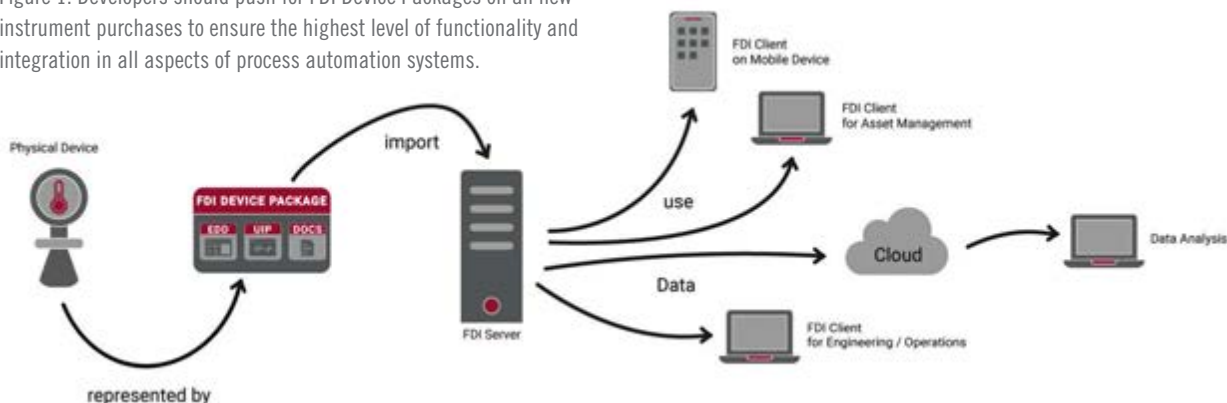 Figure 1. Developers should push for FDI Device Packages on all new
instrument purchases to ensure the highest level of functionality and
integration in all aspects of process automation systems.
FDI Client
on Mobile Device
FDI Client
for Asset Management
Physical Device
import
FDI DEVICE PACKAGE
EDD UIP DOCS
use
Cloud
Data Analysis
Data
FDI Server
FDI Client
for Engineering / Operations
represented by